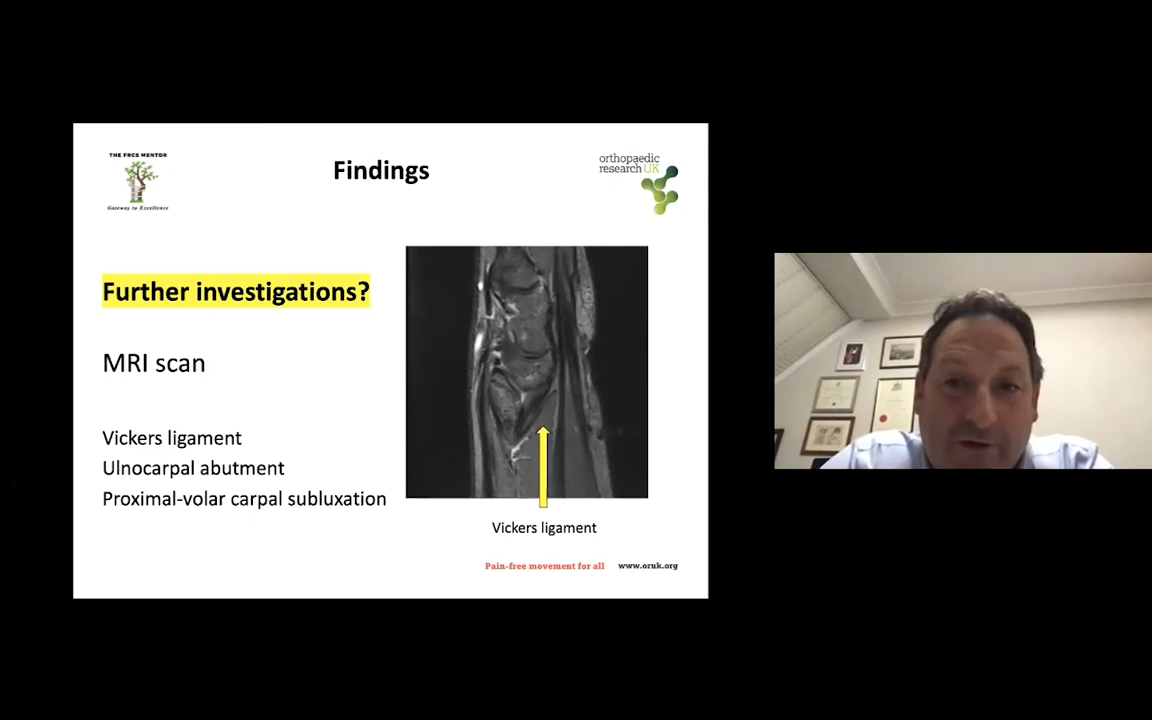 THE FRCS MENTOR
Gateway to Excellence
Findings
orthopaedic
research UK
Further investigations?
MRI scan
Vickers ligament
Ulnocarpal abutment
Proximal-volar carpal subluxation
Vickers ligament
Pain-free movement for all www.oruk.org